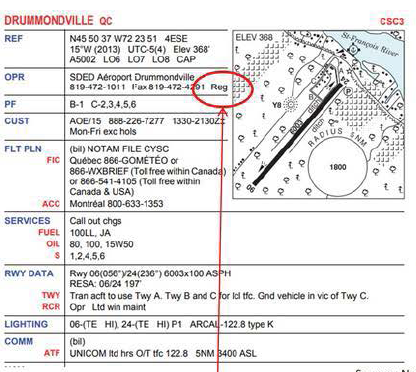 DRUMMONDVILLE QC CSC3
REF N45 50 37 W72 23 51 4ESE
15°W (2013) UTC-5(4) Elev 368'
A5002 LO6 LO7 LO8 CAP
ELEV 368
St-François River
OPR SDED Aéroport Drummondville
819-472-1011 Fax 819-472-4291 Reg
PF B-1 C-2,3,4,5,6
CUST AOE/15 888-226-7277 1330-2130Z‡
Mon-Fri exc hols
FLT PLN (bil) NOTAM FILE CYSC
FIC Québec 866-GOMÉTÉO or
866-WXBRIEF (Toll free within Canada)
or 866-541-4105 (Toll free within
Canada & USA)
ACC Montréal 800-633-1353
Y8
ditch
ditch
RADIUS 5 NM
1800
SERVICES Call out chgs
FUEL 100LL, JA
OIL 80, 100, 15W50
S 1,2,4,5,6
RWY DATA Rwy 06(056°)/24(236°) 6003x100 ASPH
RESA: 06/24 197'
TWY Tran acft to use Twy A. Twy B and C for lcl tfc. Gnd vehicle in vic of Twy C.
RCR Opr Ltd win maint
LIGHTING 06-(TE HI), 24-(TE HI) P1 ARCAL-122.8 type K
COMM (bil)
ATF UNICOM ltd hrs O/T tfc 122.8 5NM 3400 ASL